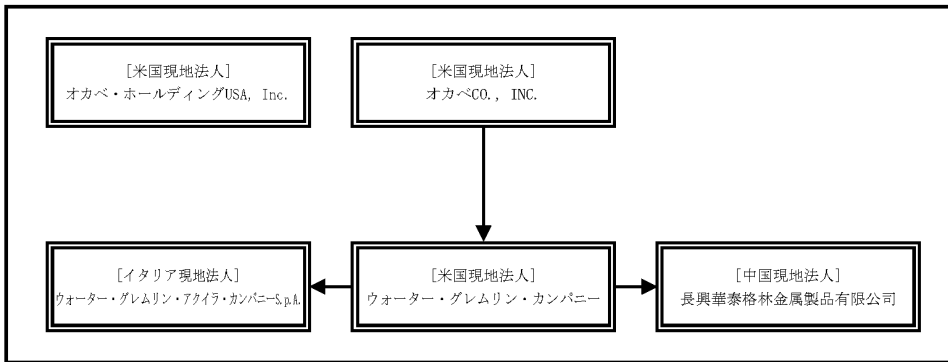 [米国現地法人]
オカベ・ホールディングUSA, Inc.
[米国現地法人]
オカベCO., INC.
[イタリア現地法人]
ウォーター・グレムリン・アクイラ・カンパニーS.p.A.
[米国現地法人]
ウォーター・グレムリン・カンパニー
[中国現地法人]
長興華泰格林金属製品有限公司